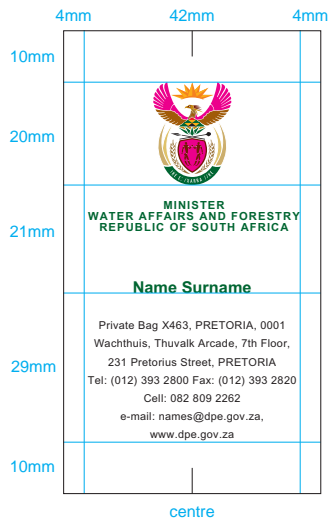 4mm 42mm 4mm
10mm
20mm
MINISTER
WATER AFFAIRS AND FORESTRY
REPUBLIC OF SOUTH AFRICA
21mm
Name Surname
Private Bag X463, PRETORIA, 0001
Wachthuis, Thuvalk Arcade, 7th Floor,
231 Pretorius Street, PRETORIA
29mm
Tel: (012) 393 2800 Fax: (012) 393 2820
Cell: 082 809 2262
e-mail: names@dpe.gov.za,
www.dpe.gov.za
10mm
centre